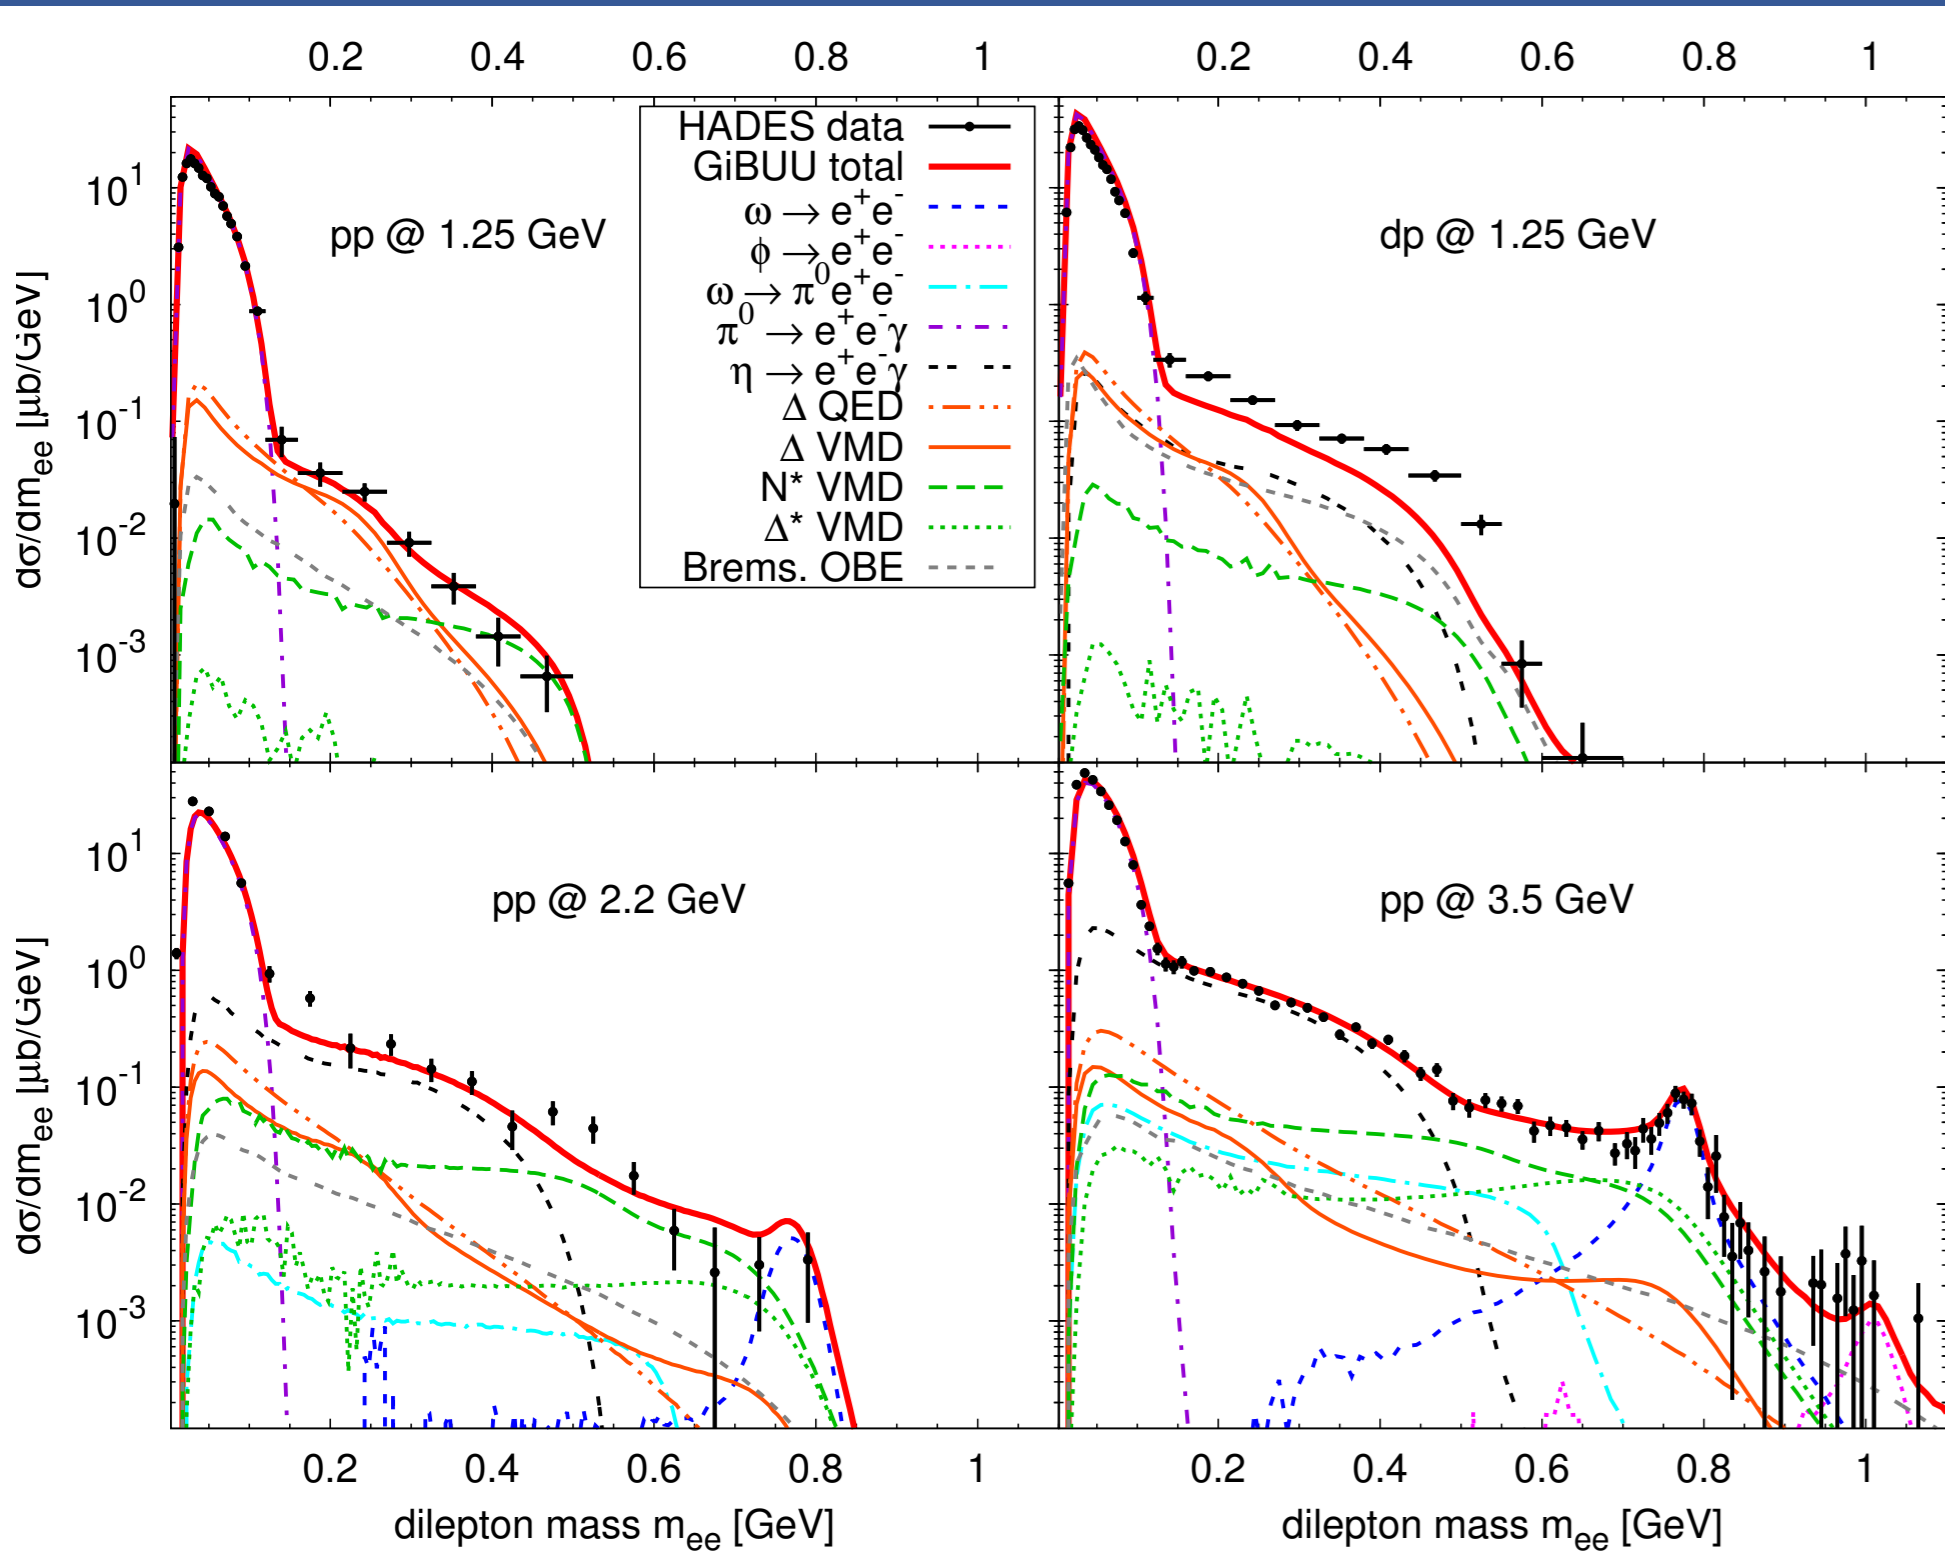 0.2 0.4 0.6 0.8 1 0.2 0.4 0.6 0.8 1
HADES data
GiBUU total
ω → e⁺e⁻
ϕ → e⁺e⁻
ω → π⁰e⁺e⁻
π⁰ → e⁺e⁻γ
η → e⁺e⁻γ
Δ QED
Δ VMD
N* VMD
Δ* VMD
Brems. OBE
pp @ 1.25 GeV
dp @ 1.25 GeV
dσ/dmₑₑ [μb/GeV]
10¹
10⁰
10⁻¹
10⁻²
10⁻³
pp @ 2.2 GeV
pp @ 3.5 GeV
dσ/dmₑₑ [μb/GeV]
10¹
10⁰
10⁻¹
10⁻²
10⁻³
0.2 0.4 0.6 0.8 1 0.2 0.4 0.6 0.8 1
dilepton mass mₑₑ [GeV] dilepton mass mₑₑ [GeV]